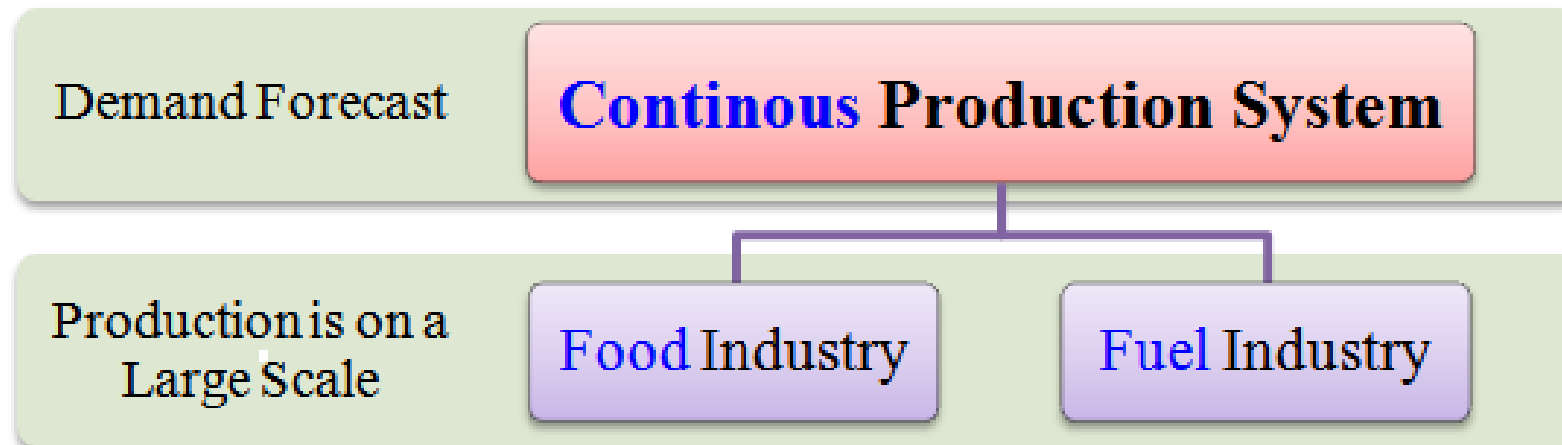 Demand Forecast
Continous Production System
Production is on a
Large Scale
Food Industry
Fuel Industry